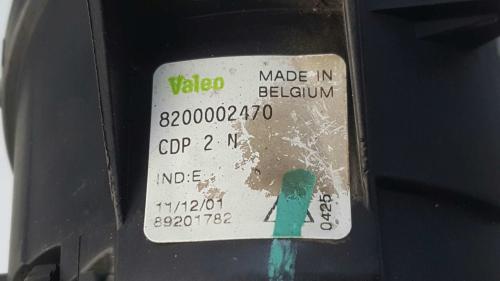 Valeo
MADE IN
BELGIUM
8200002470
CDP 2 N
IND:E
11/12/01
89201782
0425